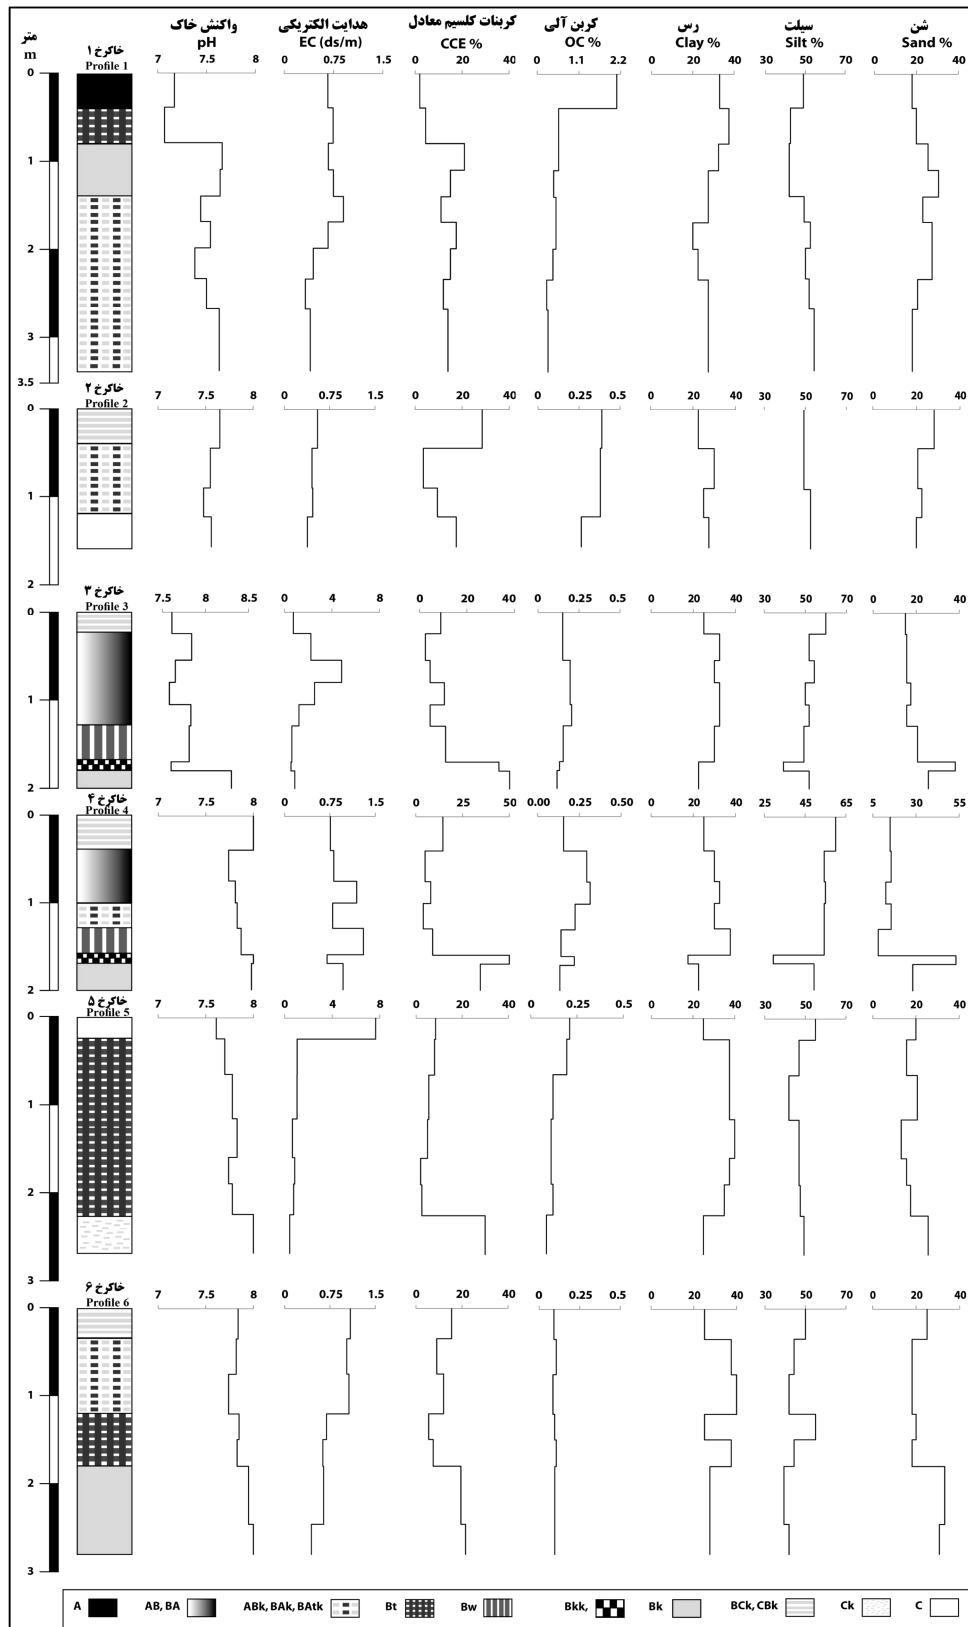 متر
m
خاکرخ ۱
Profile 1
واکنش خاک
pH
هدایت الکتریکی
EC (ds/m)
کربنات کلسیم معادل
CCE %
کربن آلی
OC %
رس
Clay %
سیلت
Silt %
شن
Sand %
7 7.5 8 0 0.75 1.5 0 20 40 0 1.1 2.2 0 20 40 30 50 70 0 20 40
0
1
2
3
3.5
خاکرخ ۲
Profile 2
7 7.5 8 0 0.75 1.5 0 20 40 0 0.25 0.5 0 20 40 30 50 70 0 20 40
0
1
2
خاکرخ ۳
Profile 3
7.5 8 8.5 0 4 8 0 20 40 0 0.25 0.5 0 20 40 30 50 70 0 20 40
0
1
2
خاکرخ ۴
Profile 4
7 7.5 8 0 0.75 1.5 0 25 50 0.00 0.25 0.50 0 20 40 25 45 65 5 30 55
0
1
2
خاکرخ ۵
Profile 5
7 7.5 8 0 4 8 0 20 40 0 0.25 0.5 0 20 40 30 50 70 0 20 40
0
1
2
3
خاکرخ ۶
Profile 6
7 7.5 8 0 0.75 1.5 0 20 40 0 0.25 0.5 0 20 40 30 50 70 0 20 40
0
1
2
3
A AB, BA ABk, BAk, BAtk Bt Bw Bkk, Bk BCk, CBk Ck C